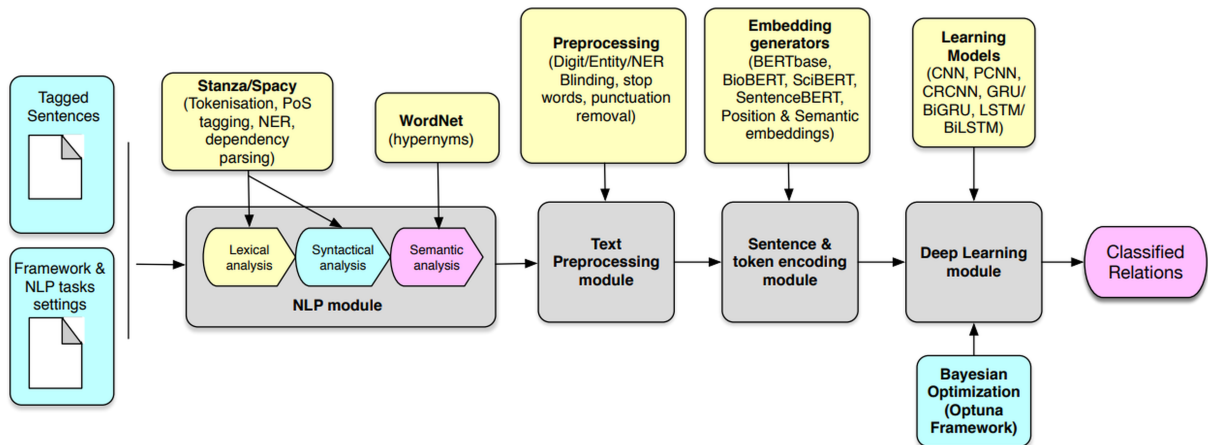 Tagged
Sentences
Framework &
NLP tasks
settings
Stanza/Spacy
(Tokenisation, PoS
tagging, NER,
dependency
parsing)
WordNet
(hypernyms)
Lexical
analysis
Syntactical
analysis
Semantic
analysis
NLP module
Preprocessing
(Digit/Entity/NER
Blinding, stop
words, punctuation
removal)
Text
Preprocessing
module
Embedding
generators
(BERTbase,
BioBERT, SciBERT,
SentenceBERT,
Position & Semantic
embeddings)
Sentence &
token encoding
module
Learning
Models
(CNN, PCNN,
CRCNN, GRU/
BiGRU, LSTM/
BiLSTM)
Deep Learning
module
Bayesian
Optimization
(Optuna
Framework)
Classified
Relations